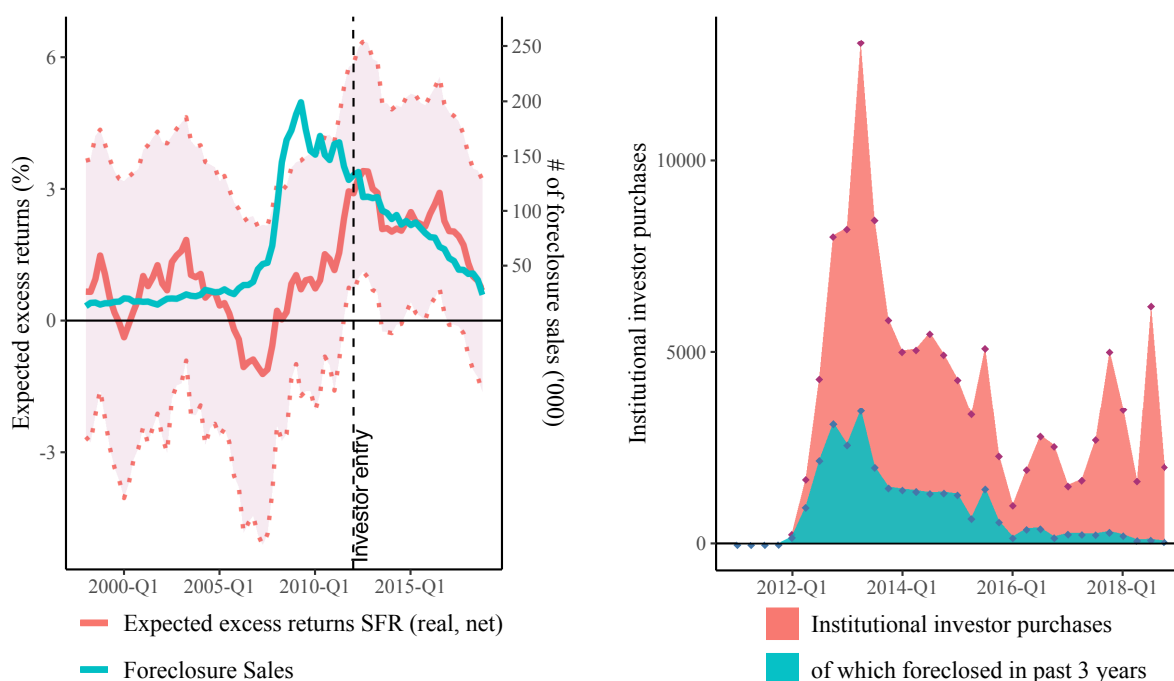 Expected excess returns (%)
6
3
0
-3
250
200
150
100
50
# of foreclosure sales ('000)
Investor entry
2000-Q1
2005-Q1
2010-Q1
2015-Q1
Expected excess returns SFR (real, net)
Foreclosure Sales
Institutional investor purchases
10000
5000
0
2012-Q1
2014-Q1
2016-Q1
2018-Q1
Institutional investor purchases
of which foreclosed in past 3 years